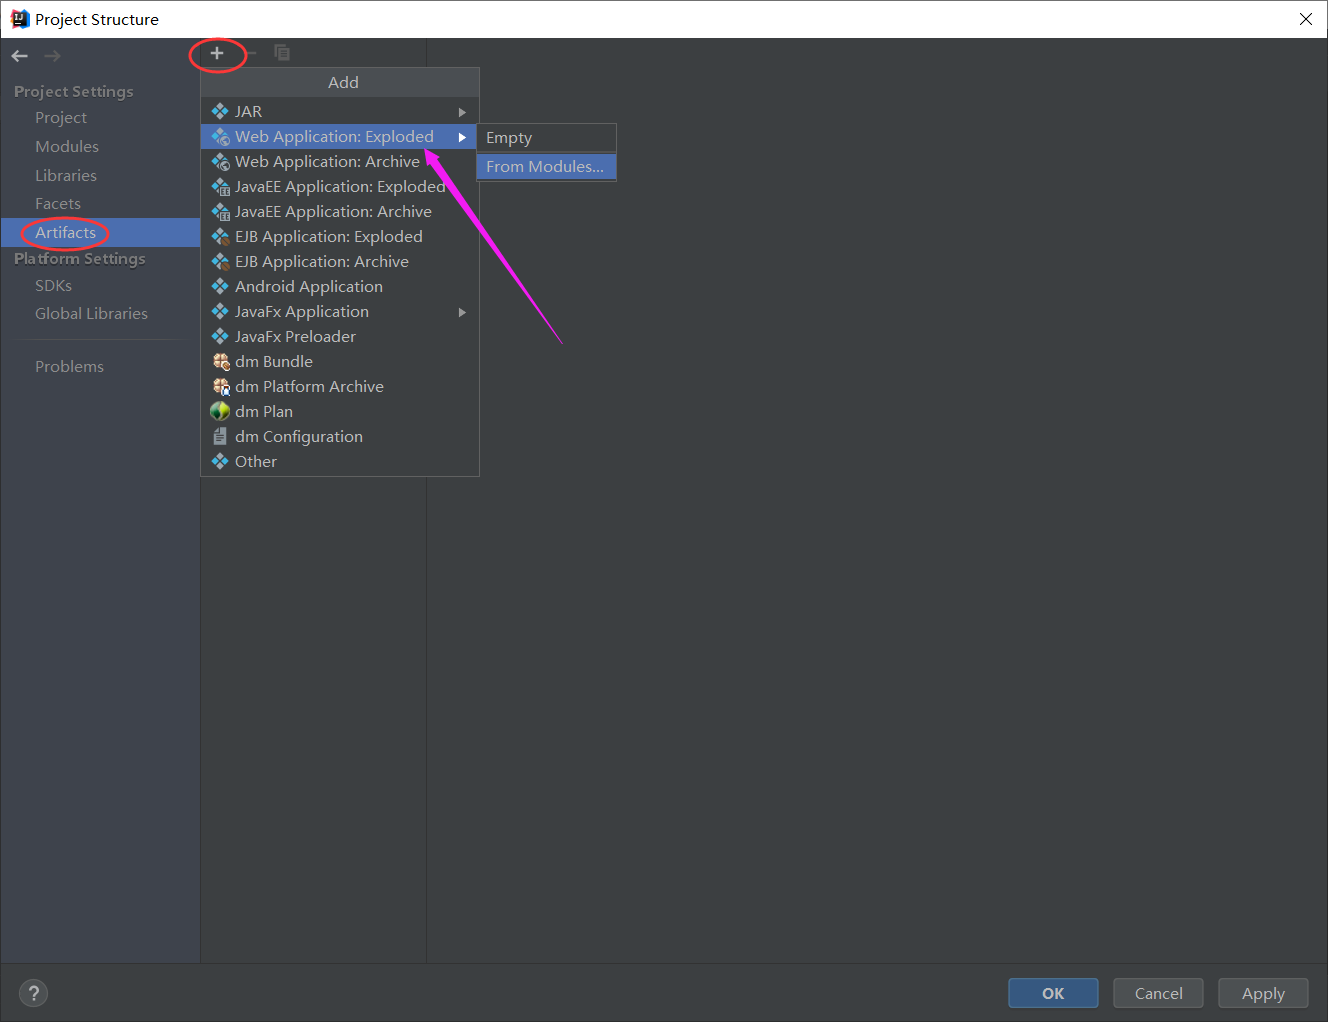 Project Structure
Project Settings
Project
Modules
Libraries
Facets
Artifacts
Platform Settings
SDKs
Global Libraries
Problems
Add
JAR
Web Application: Exploded
Web Application: Archive
JavaEE Application: Exploded
JavaEE Application: Archive
EJB Application: Exploded
EJB Application: Archive
Android Application
JavaFx Application
JavaFx Preloader
dm Bundle
dm Platform Archive
dm Plan
dm Configuration
Other
Empty
From Modules...
?
OK
Cancel
Apply